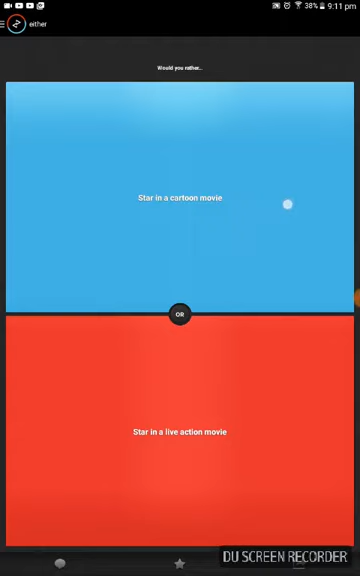 38% 9:11 pm
either
Would you rather...
Star in a cartoon movie
OR
Star in a live action movie
DU SCREEN RECORDER